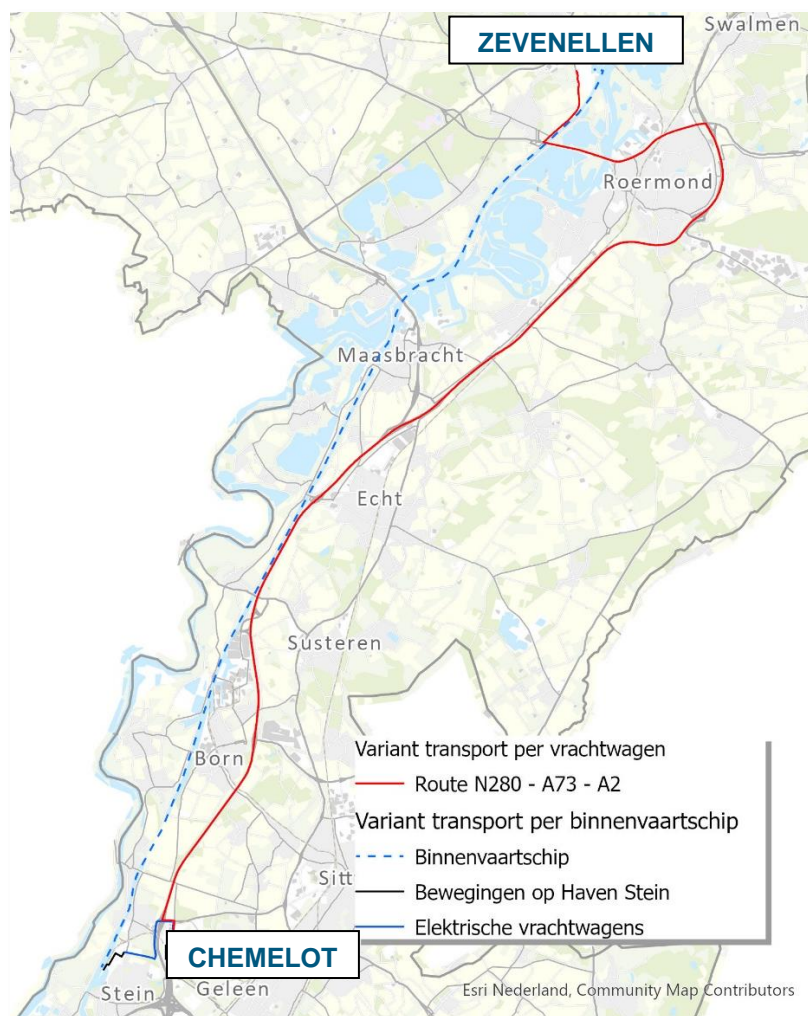 ZEVENELLEN
Swalmen
Roermond
Maasbracht
Echt
Susteren
Born
Sitt
Variant transport per vrachtwagen
Route N280 - A73 - A2
Variant transport per binnenvaartschip
Binnenvaartschip
Bewegingen op Haven Stein
Elektrische vrachtwagens
CHEMELOT
Stein
Geleen
Esri Nederland, Community Map Contributors